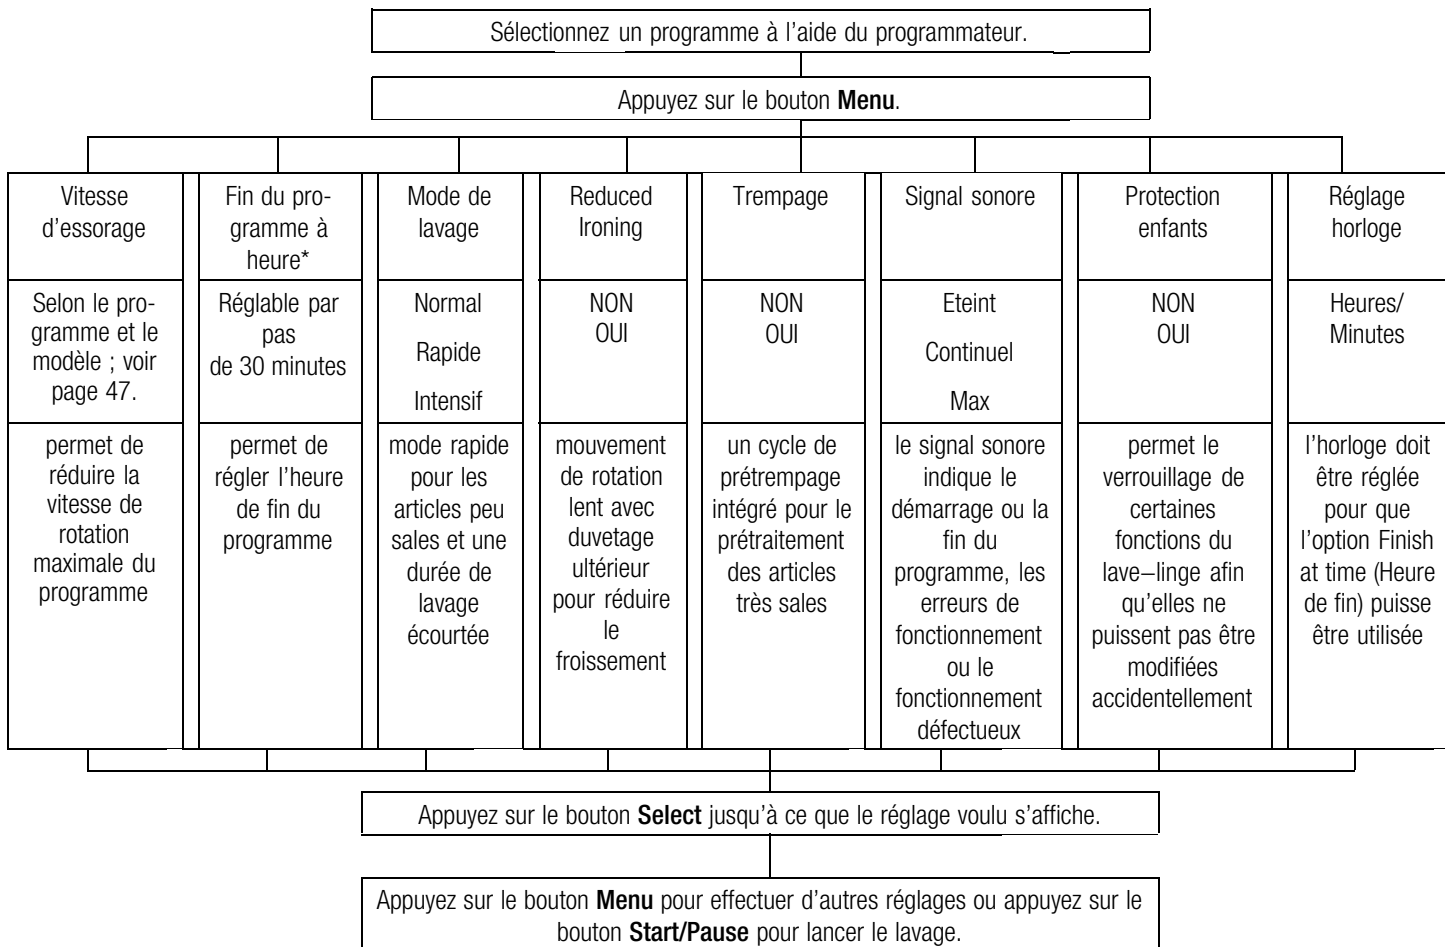 Sélectionnez un programme à l'aide du programmateur.
Appuyez sur le bouton Menu.
Vitesse
d'essorage
Selon le pro-
gramme et le
modèle ; voir
page 47.
permet de
réduire la
vitesse de
rotation
maximale du
programme
Fin du pro-
gramme à
heure*
Réglable par
pas
de 30 minutes
permet de
régler l'heure
de fin du
programme
Mode de
lavage
Normal
Rapide
Intensif
mode rapide
pour les
articles peu
sales et une
durée de
lavage
écourtée
Reduced
Ironing
NON
OUI
mouvement
de rotation
lent avec
duvetage
ultérieur
pour réduire
le
froissement
Trempage
NON
OUI
un cycle de
prétrempage
intégré pour le
prétraitement
des articles
très sales
Signal sonore
Eteint
Continuel
Max
le signal sonore
indique le
démarrage ou la
fin du
programme, les
erreurs de
fonctionnement
ou le
fonctionnement
défectueux
Protection
enfants
NON
OUI
permet le
verrouillage de
certaines
fonctions du
lave–linge afin
qu'elles ne
puissent pas être
modifiées
accidentellement
Réglage
horloge
Heures/
Minutes
l'horloge doit
être réglée
pour que
l'option Finish
at time (Heure
de fin) puisse
être utilisée
Appuyez sur le bouton Select jusqu'à ce que le réglage voulu s'affiche.
Appuyez sur le bouton Menu pour effectuer d'autres réglages ou appuyez sur le
bouton Start/Pause pour lancer le lavage.